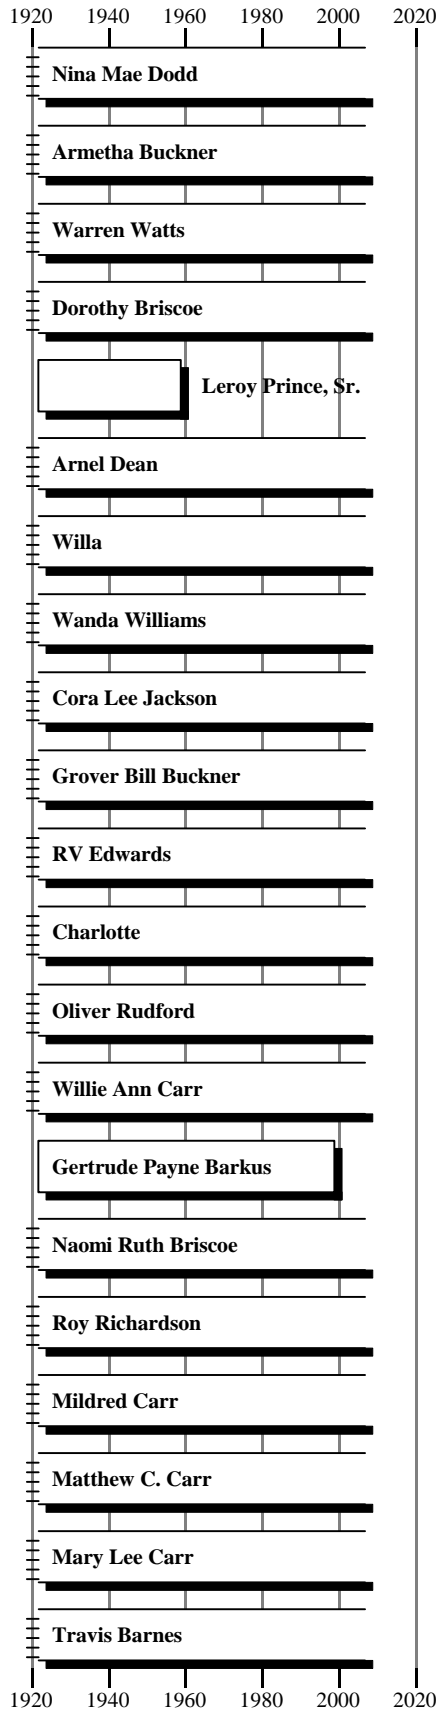 1920 1940 1960 1980 2000 2020
Nina Mae Dodd
Armetha Buckner
Warren Watts
Dorothy Briscoe
Leroy Prince, Sr.
Arnel Dean
Willa
Wanda Williams
Cora Lee Jackson
Grover Bill Buckner
RV Edwards
Charlotte
Oliver Rudford
Willie Ann Carr
Gertrude Payne Barkus
Naomi Ruth Briscoe
Roy Richardson
Mildred Carr
Matthew C. Carr
Mary Lee Carr
Travis Barnes
1920 1940 1960 1980 2000 2020